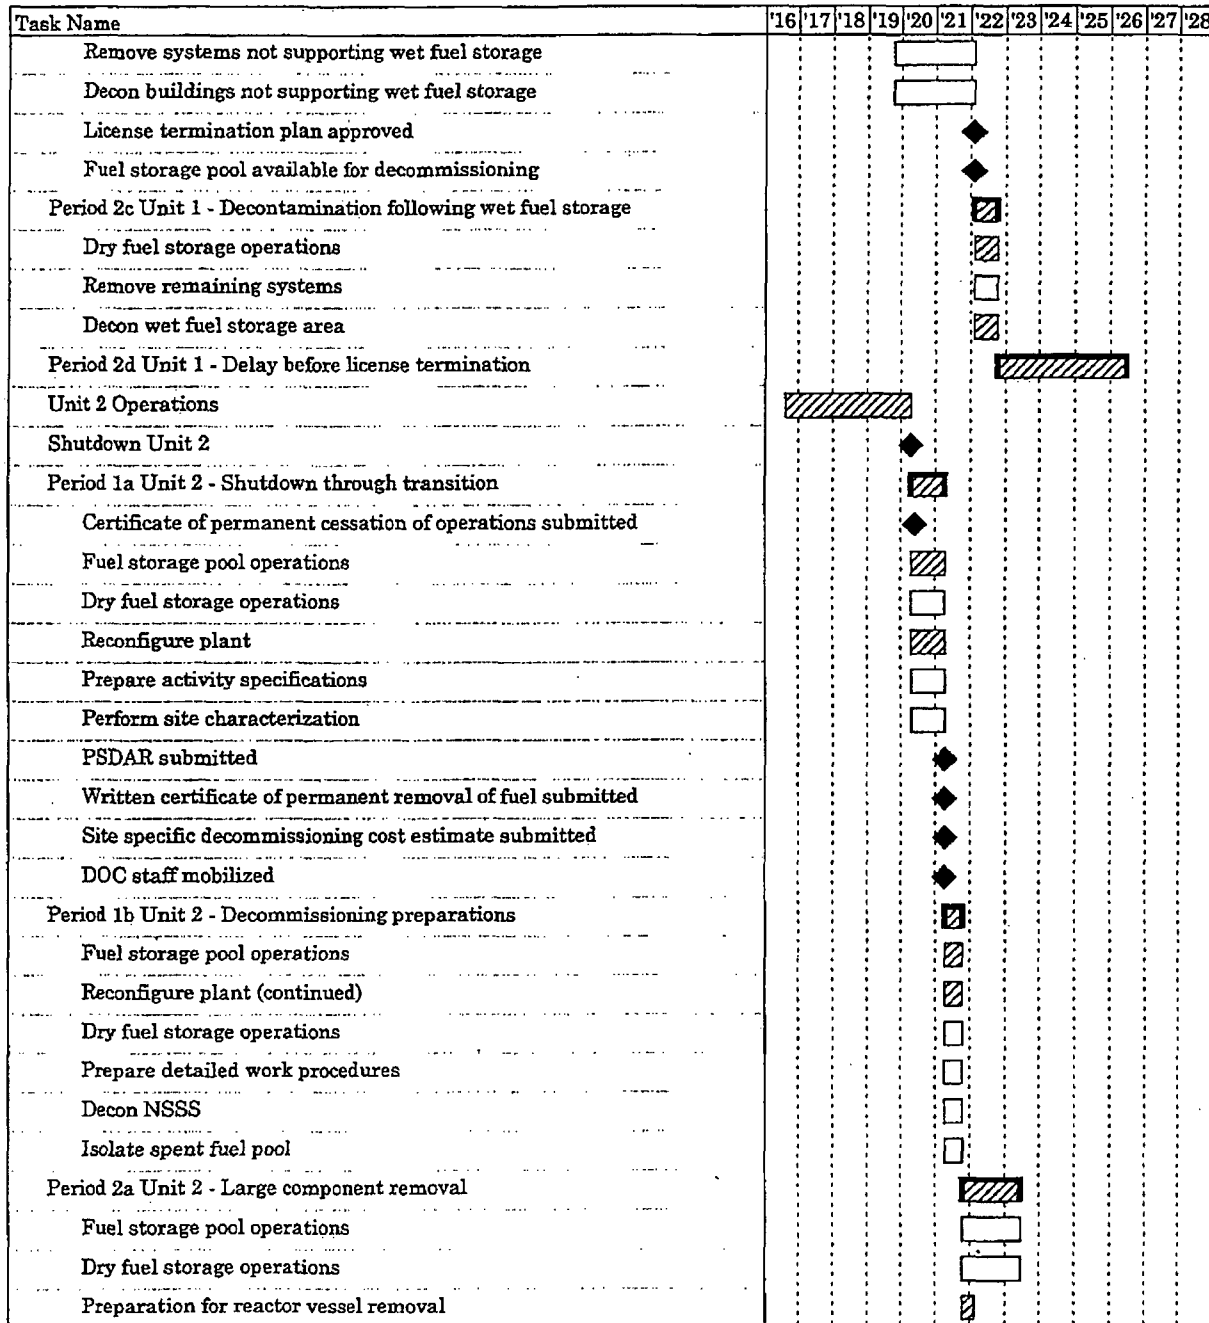 Task Name '16 '17 '18 '19 '20 '21 '22 '23 '24 '25 '26 '27 '28
Remove systems not supporting wet fuel storage
Decon buildings not supporting wet fuel storage
License termination plan approved
Fuel storage pool available for decommissioning
Period 2c Unit 1 - Decontamination following wet fuel storage
Dry fuel storage operations
Remove remaining systems
Decon wet fuel storage area
Period 2d Unit 1 - Delay before license termination
Unit 2 Operations
Shutdown Unit 2
Period 1a Unit 2 - Shutdown through transition
Certificate of permanent cessation of operations submitted
Fuel storage pool operations
Dry fuel storage operations
Reconfigure plant
Prepare activity specifications
Perform site characterization
PSDAR submitted
Written certificate of permanent removal of fuel submitted
Site specific decommissioning cost estimate submitted
DOC staff mobilized
Period 1b Unit 2 - Decommissioning preparations
Fuel storage pool operations
Reconfigure plant (continued)
Dry fuel storage operations
Prepare detailed work procedures
Decon NSSS
Isolate spent fuel pool
Period 2a Unit 2 - Large component removal
Fuel storage pool operations
Dry fuel storage operations
Preparation for reactor vessel removal